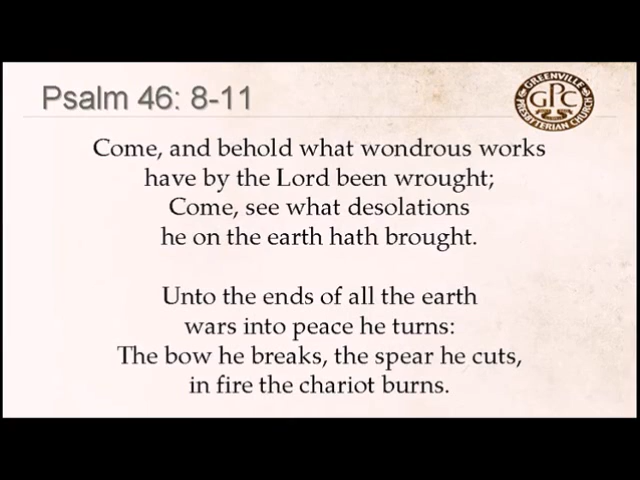 Psalm 46: 8-11
GREENVILLE
GPC
PRESBYTERIAN CHURCH
Come, and behold what wondrous works
have by the Lord been wrought;
Come, see what desolations
he on the earth hath brought.
Unto the ends of all the earth
wars into peace he turns:
The bow he breaks, the spear he cuts,
in fire the chariot burns.